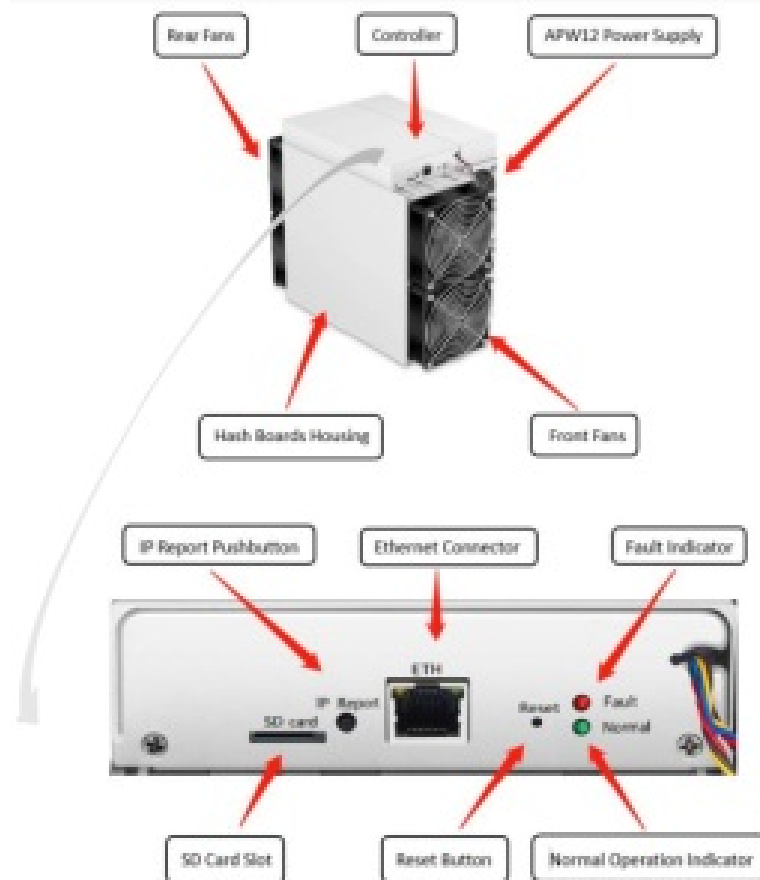 Rear Fans
Controller
APW12 Power Supply
Hash Boards Housing
Front Fans
IP Report Pushbutton
Ethernet Connector
Fault Indicator
ETH
IP Report
SD card
Reset
Fault
Normal
SD Card Slot
Reset Button
Normal Operation Indicator